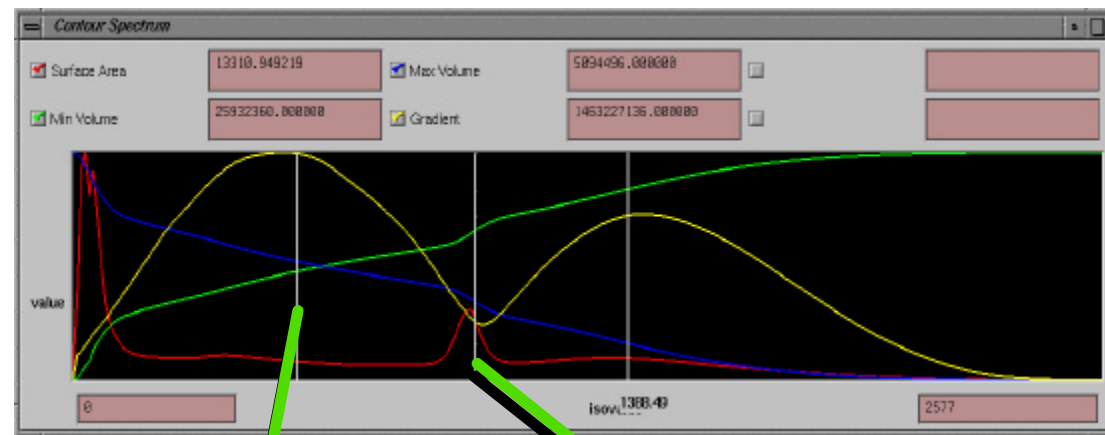 Contour Spectrum
Surface Area 13310.949219 Max Volume 5094496.000000
Min Volume 25932360.000000 Gradient 1463227136.000000
value
0 1388.49 2577